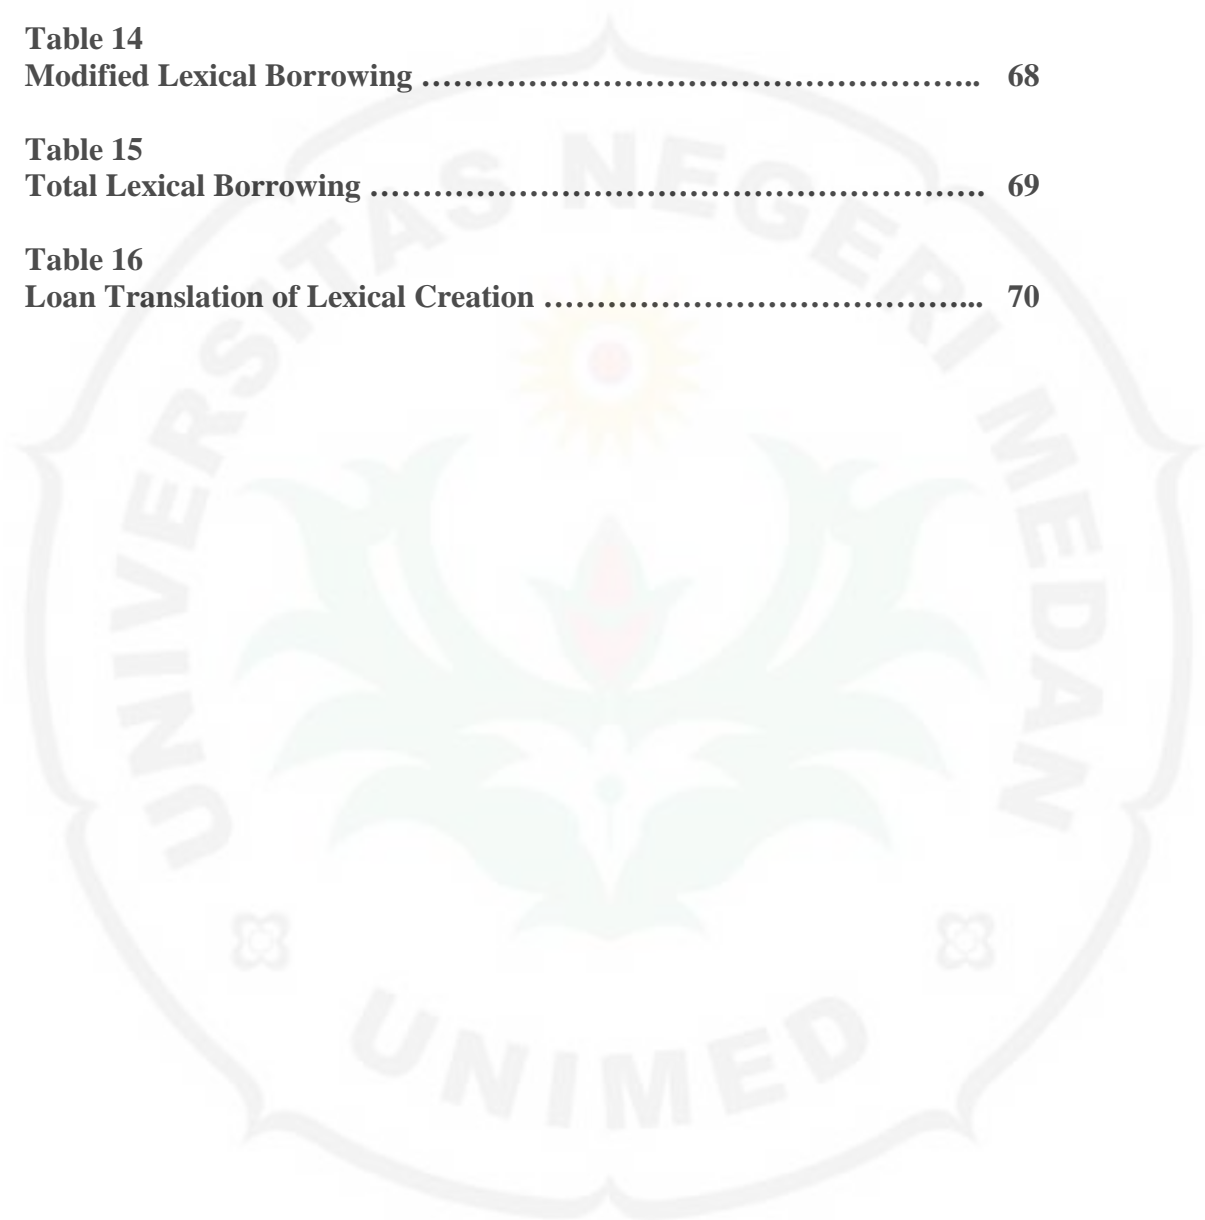 Table 14
Modified Lexical Borrowing …………………………………………….. 68
Table 15
Total Lexical Borrowing …………………………………………………. 69
Table 16
Loan Translation of Lexical Creation …………………………………... 70
UNIVERSITAS NEGERI MEDAN
UNIMED